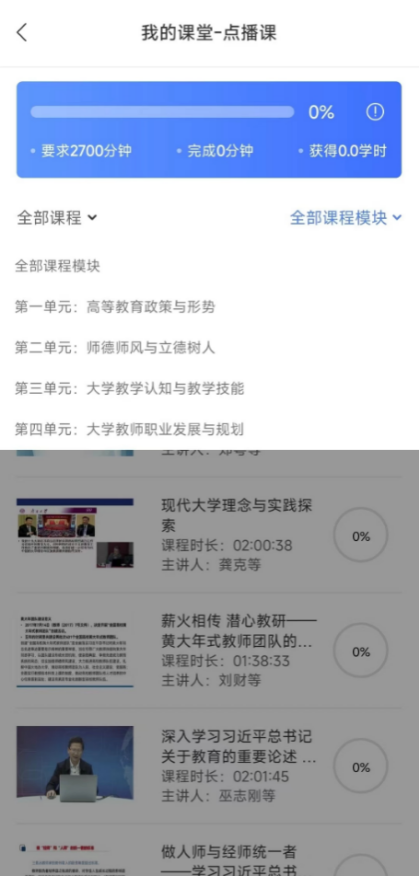 我的课堂-点播课
0%
要求2700分钟
完成0分钟
获得0.0学时
全部课程
全部课程模块
全部课程模块
第一单元：高等教育政策与形势
第二单元：师德师风与立德树人
第三单元：大学教学认知与教学技能
第四单元：大学教师职业发展与规划
现代大学理念与实践探
索
课程时长：02:00:38
主讲人：龚克等
0%
薪火相传 潜心教研——
黄大年式教师团队的...
课程时长：01:38:33
主讲人：刘财等
0%
深入学习习近平总书记
关于教育的重要论述 ...
课程时长：02:01:45
主讲人：巫志刚等
0%
做人师与经师统一者
——学习习近平总书